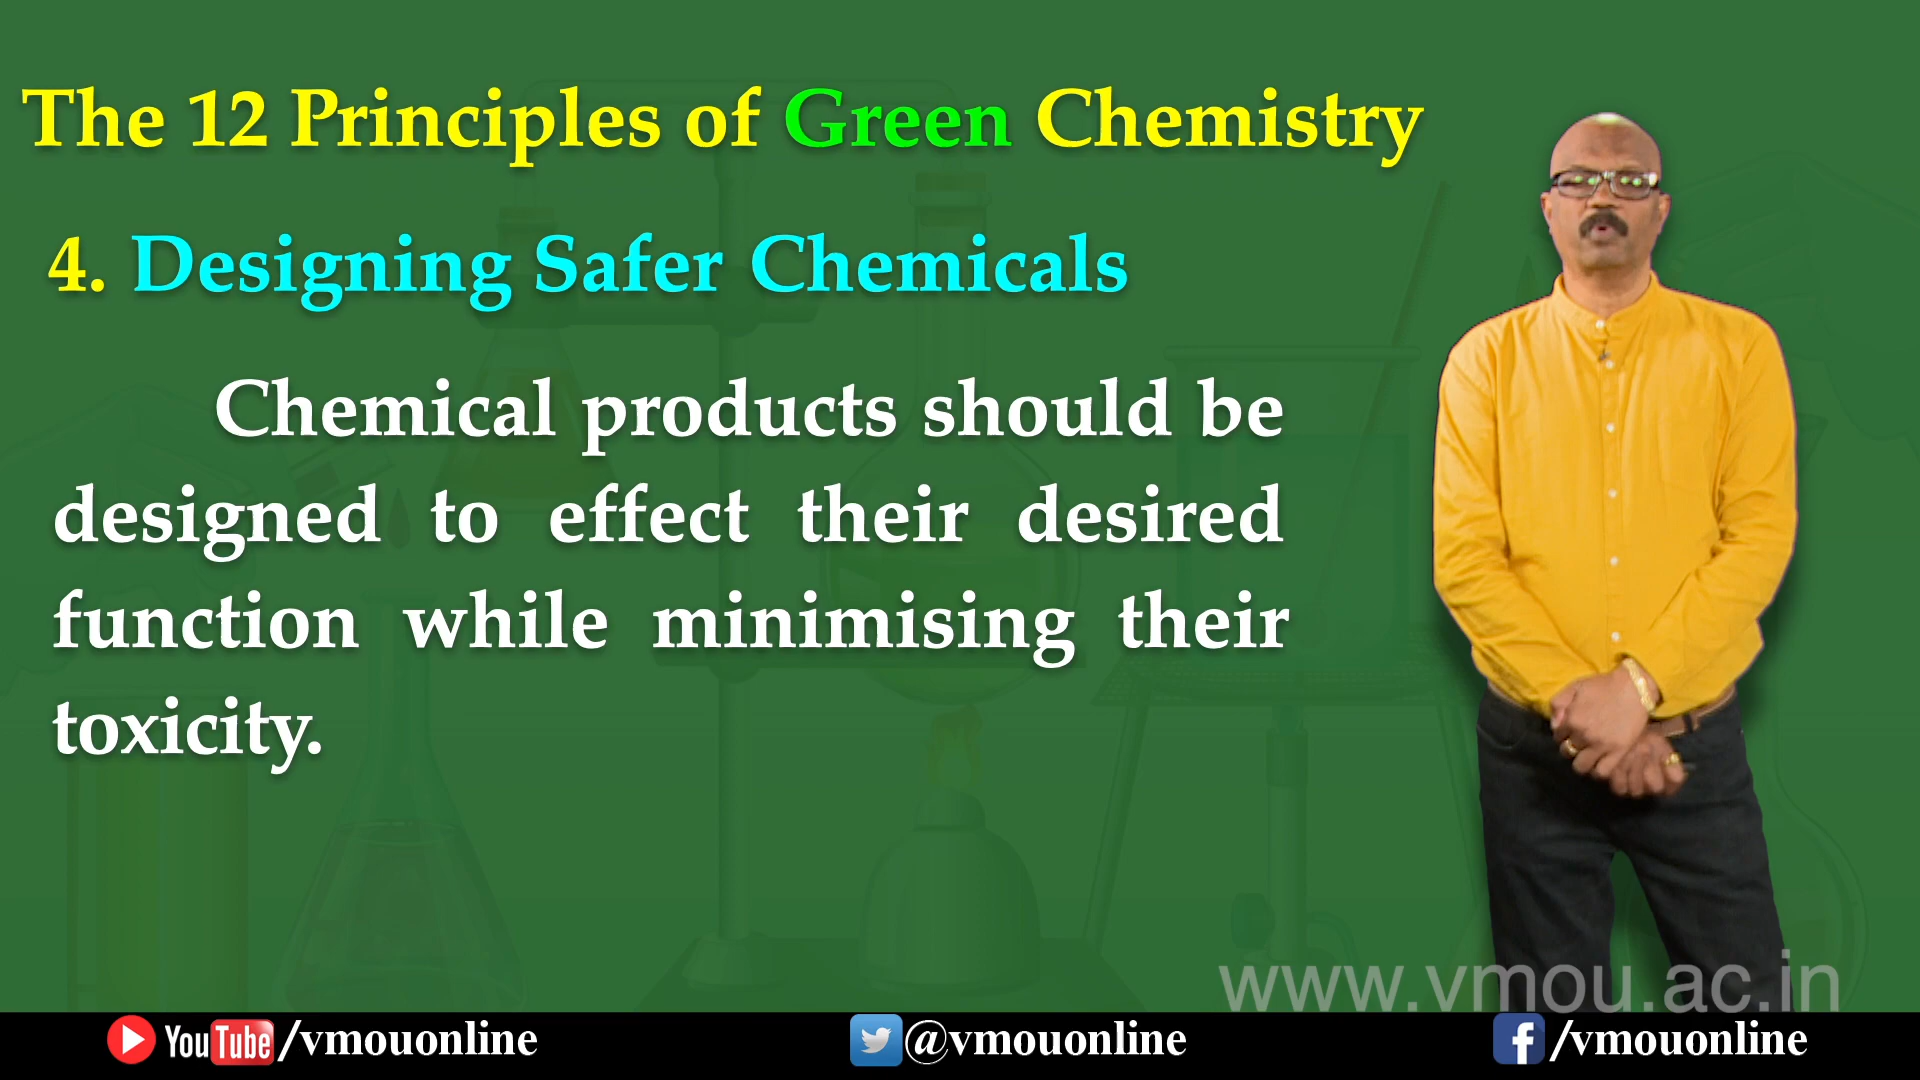 The 12 Principles of Green Chemistry
4. Designing Safer Chemicals
Chemical products should be
designed to effect their desired
function while minimising their
toxicity.
www.vmou.ac.in
YouTube /vmouonline
@vmouonline
f /vmouonline